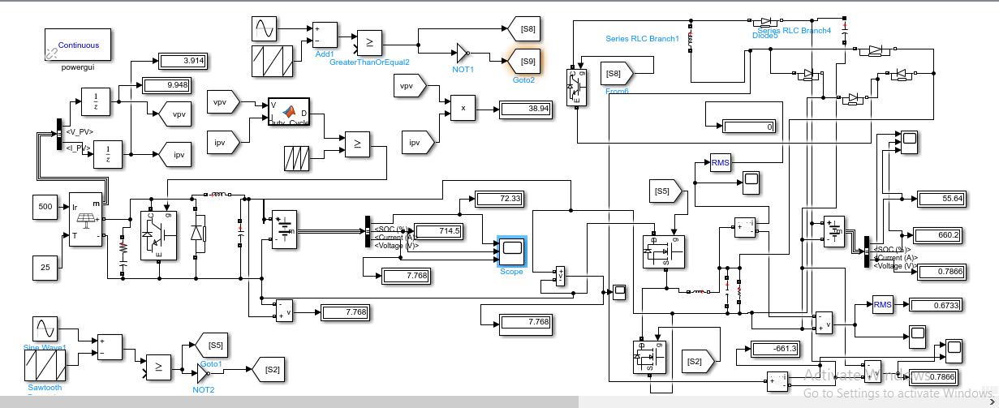 Continuous
powergui
3.914
9.948
1
z
vpv
<V_PV>
<I_PV>
1
z
ipv
+
−
Add1
≥
GreaterThanOrEqual2
NOT1
[S8]
[S9]
Goto2
vpv
ipv
V
D
≥
vpv
ipv
x
38.94
Series RLC Branch1
Series RLC Branch4
Diode5
C
g
E
[S8]
From6
0
RMS
[S5]
500
Ir
m
+
T
-
25
C
g
E
+
m
-
<SOC (%)>
<Current (A)>
<Voltage (V)>
72.33
714.5
7.768
Scope
+
v
-
-
+
v
7.768
7.768
D
g
S
+
i
-
+
m
-
<SOC (%)>
<Current (A)>
<Voltage (V)>
55.64
660.2
0.7866
RMS
0.6733
-
+
v
g
S
[S2]
-661.3
+
i
-
+
-
v
0.7866
Sine Wave1
Sawtooth
+
−
≥
[S5]
Goto1
NOT2
[S2]
Activate Windows
Go to Settings to activate Windows.